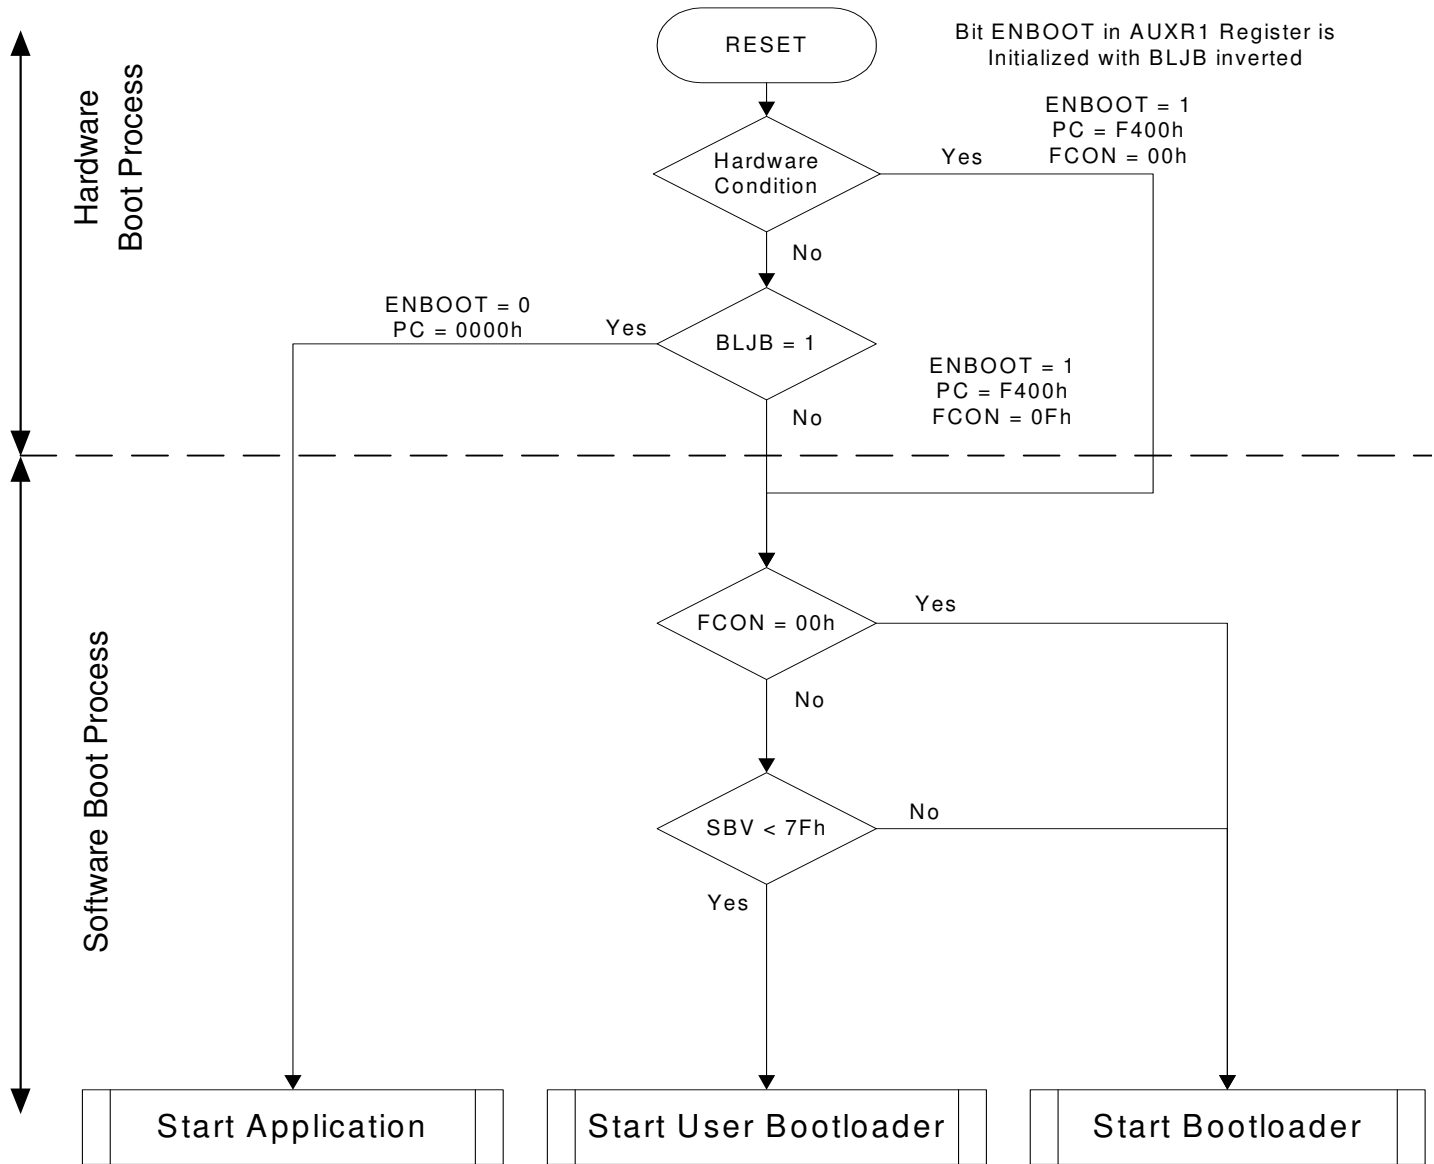 RESET
Bit ENBOOT in AUXR1 Register is
Initialized with BLJB inverted
Hardware
Boot Process
ENBOOT = 1
PC = F400h
FCON = 00h
Hardware
Condition
Yes
No
ENBOOT = 0
PC = 0000h
Yes
BLJB = 1
ENBOOT = 1
PC = F400h
FCON = 0Fh
No
Software Boot Process
FCON = 00h
Yes
No
SBV < 7Fh
No
Yes
Start Application
Start User Bootloader
Start Bootloader